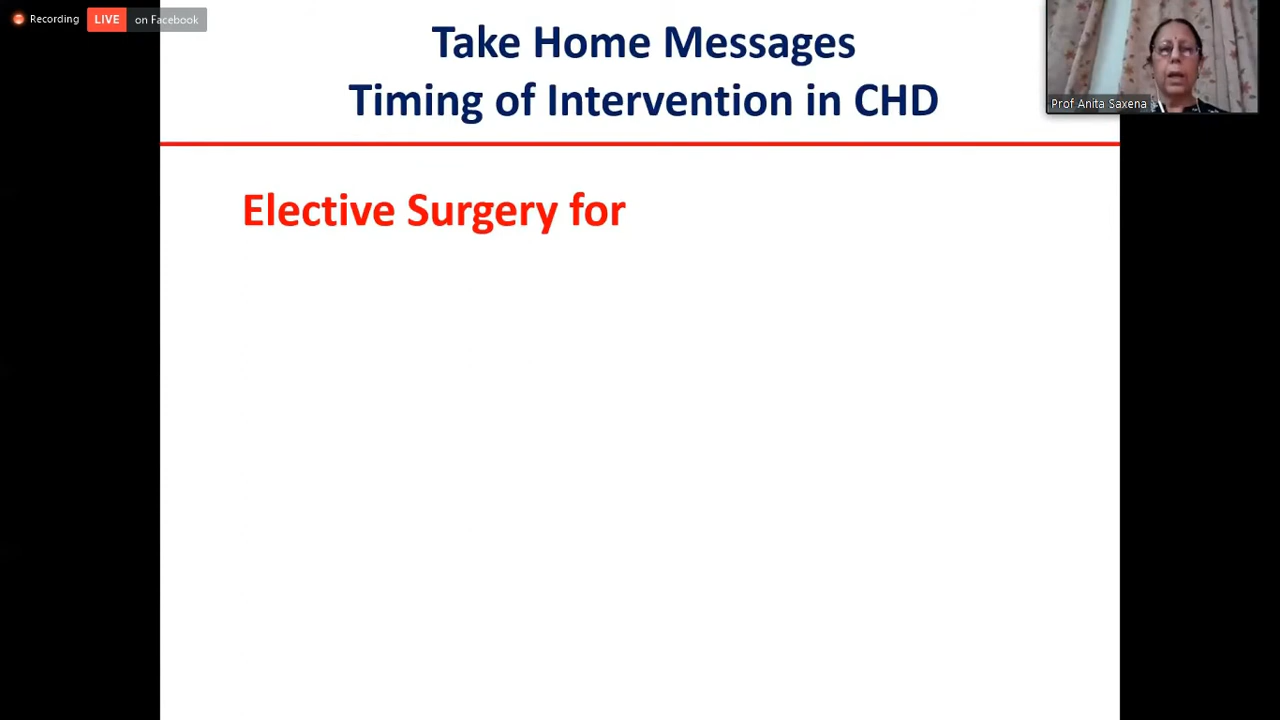 Recording
LIVE on Facebook
Take Home Messages
Timing of Intervention in CHD
Prof Anita Saxena
Elective Surgery for